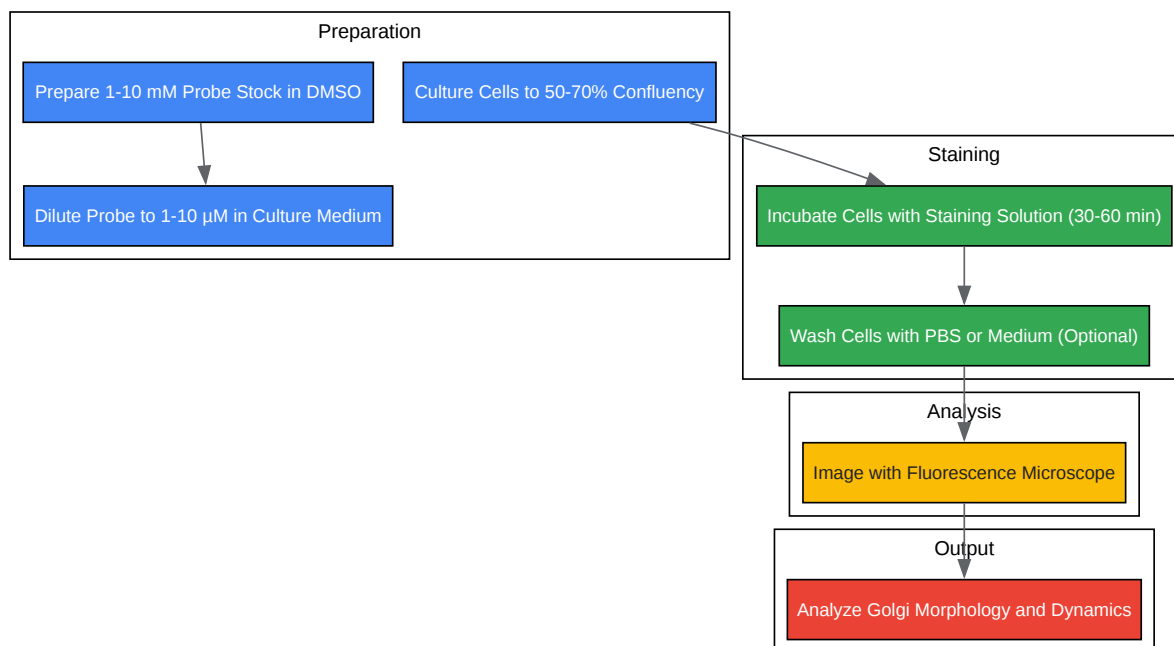 Preparation
Prepare 1-10 mM Probe Stock in DMSO
Culture Cells to 50-70% Confluency
Dilute Probe to 1-10 µM in Culture Medium
Staining
Incubate Cells with Staining Solution (30-60 min)
Wash Cells with PBS or Medium (Optional)
Analysis
Image with Fluorescence Microscope
Output
Analyze Golgi Morphology and Dynamics